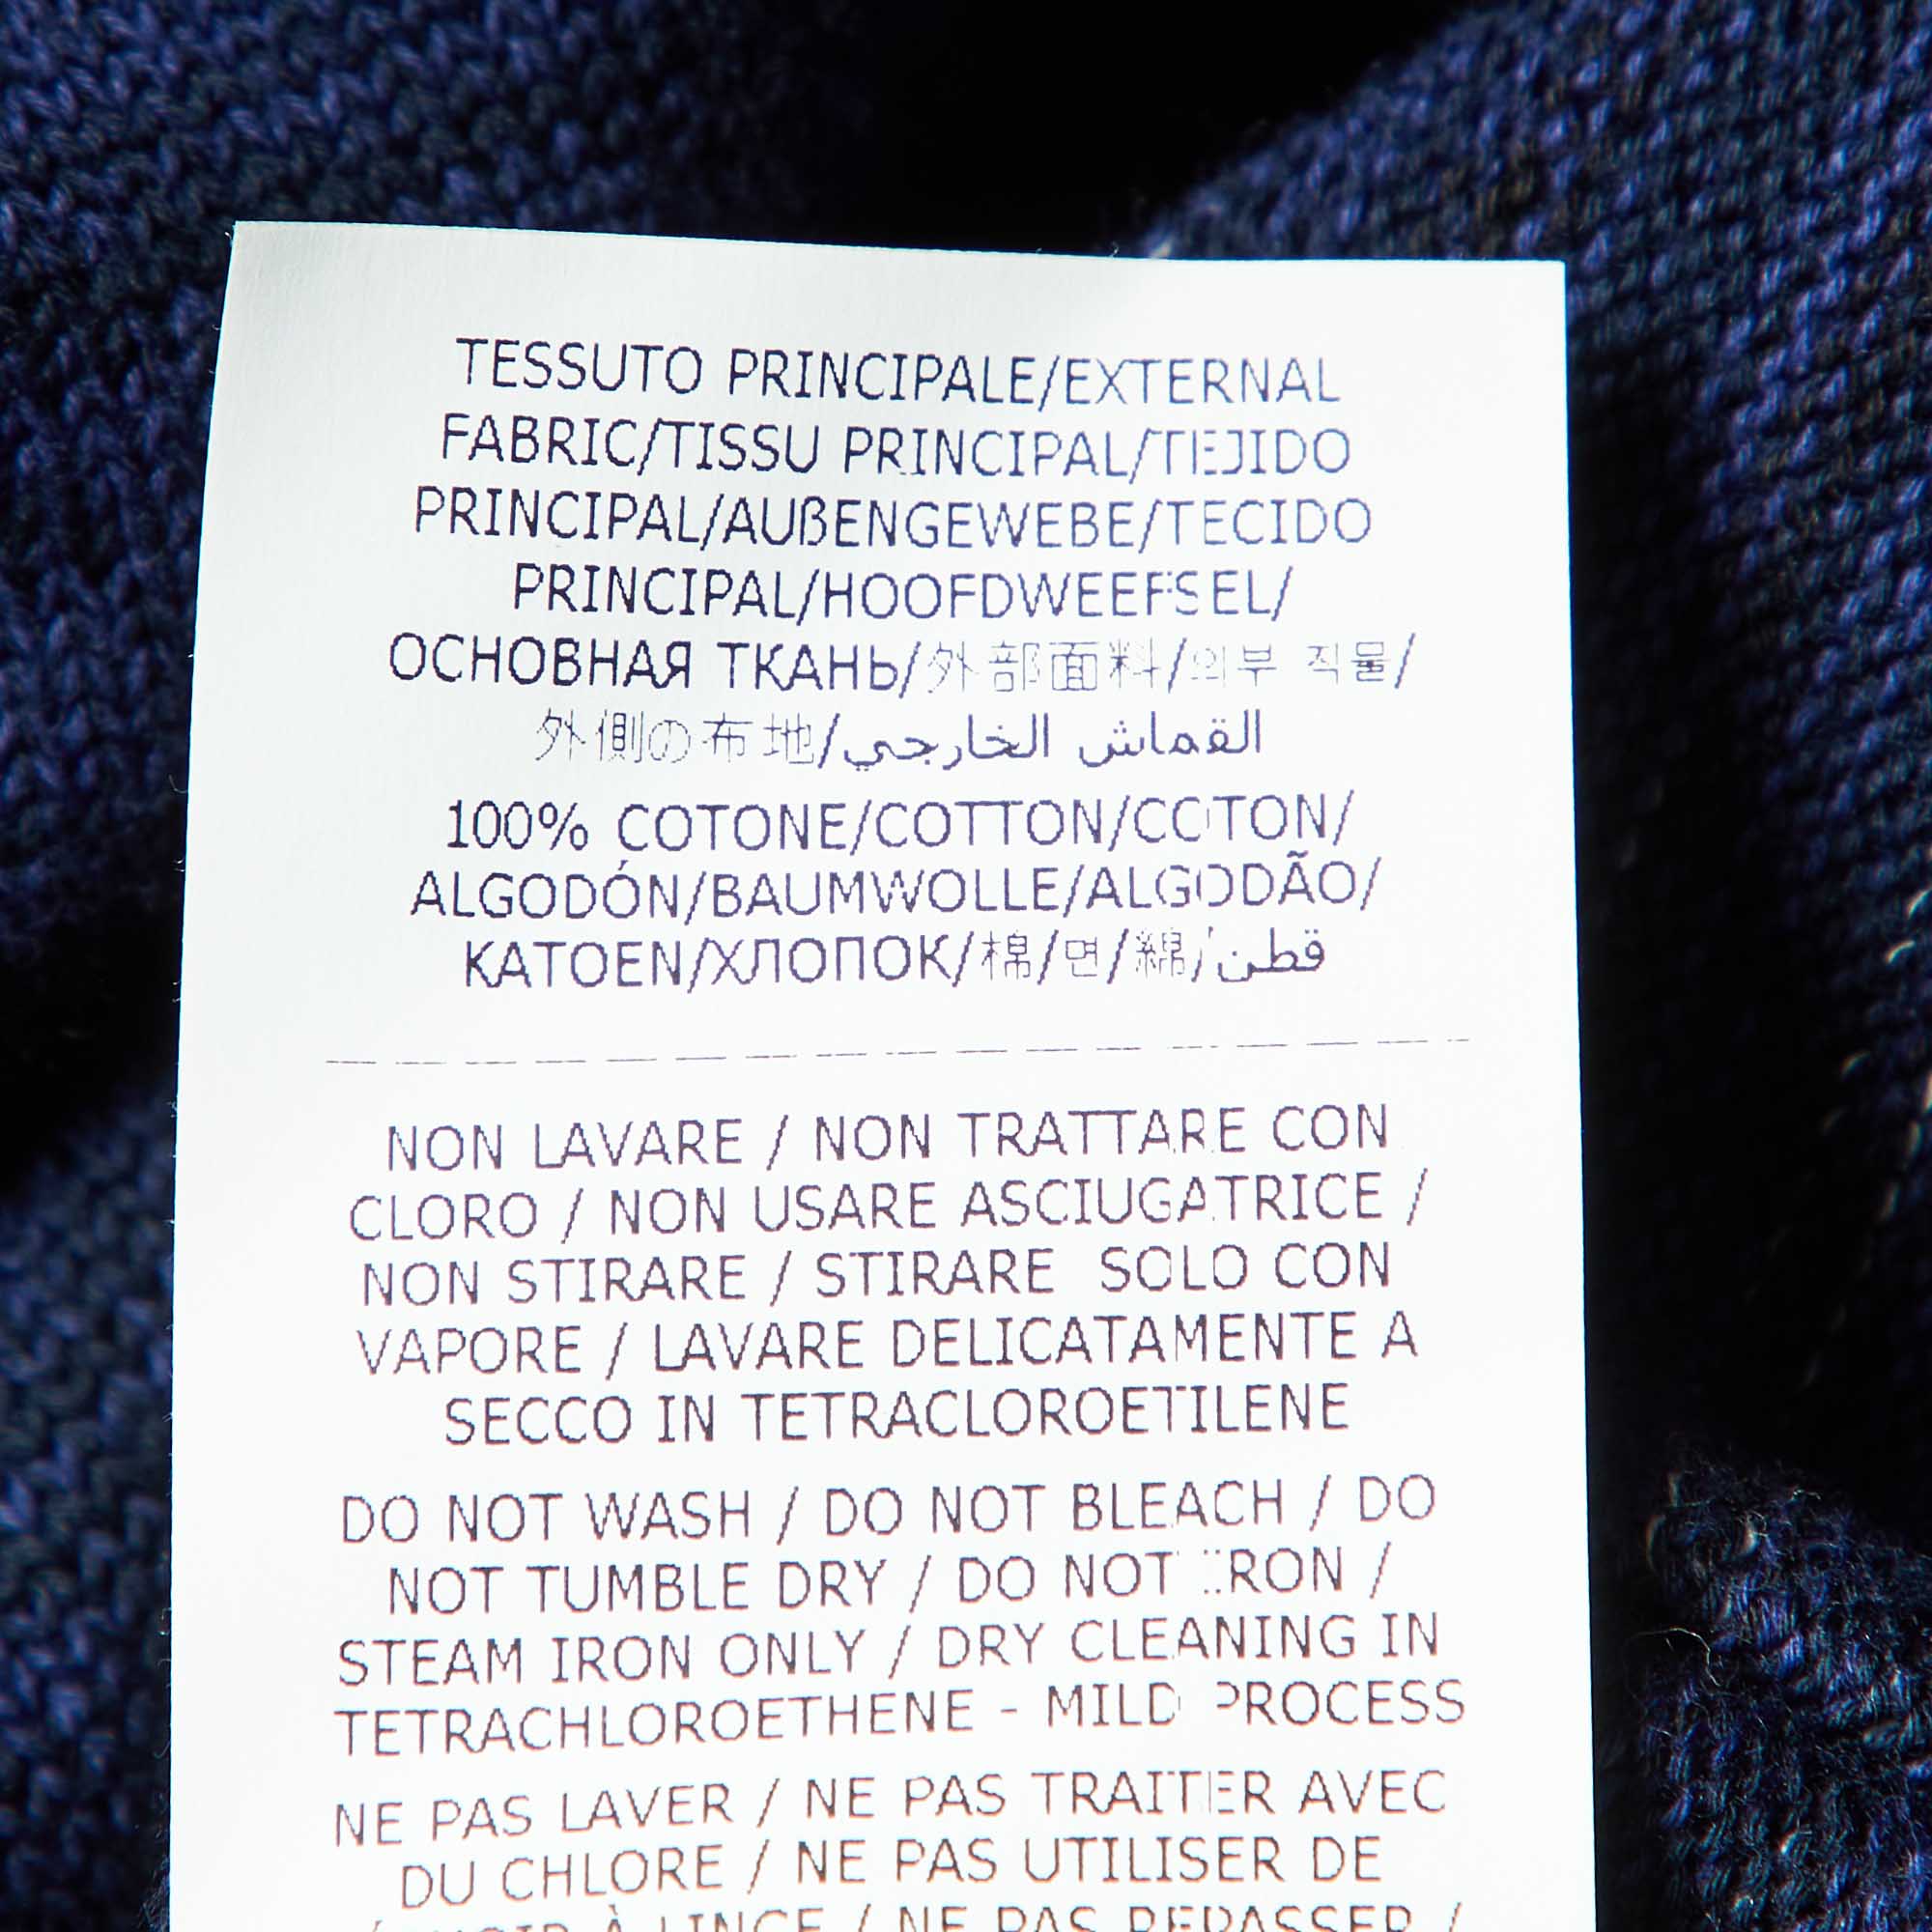 TESSUTO PRINCIPALE/EXTERNAL
FABRIC/TISSU PRINCIPAL/TEJIDO
PRINCIPAL/AUßENGEWEBE/TECIDO
PRINCIPAL/HOOFDWEEFSEL/
ОСНОВНАЯ ТКАНЬ/外部面料/외부 직물/
外側の布地/القماش الخارجي
100% COTONE/COTTON/COTON/
ALGODÓN/BAUMWOLLE/ALGODÃO/
KATOEN/ХЛОПОК/棉/면/綿/قطن
NON LAVARE / NON TRATTARE CON
CLORO / NON USARE ASCIUGATRICE /
NON STIRARE / STIRARE SOLO CON
VAPORE / LAVARE DELICATAMENTE A
SECCO IN TETRACLOROETILENE
DO NOT WASH / DO NOT BLEACH / DO
NOT TUMBLE DRY / DO NOT IRON /
STEAM IRON ONLY / DRY CLEANING IN
TETRACHLOROETHENE - MILD PROCESS
NE PAS LAVER / NE PAS TRAITER AVEC
DU CHLORE / NE PAS UTILISER DE
À LINGE / NE PAS REPASSER /